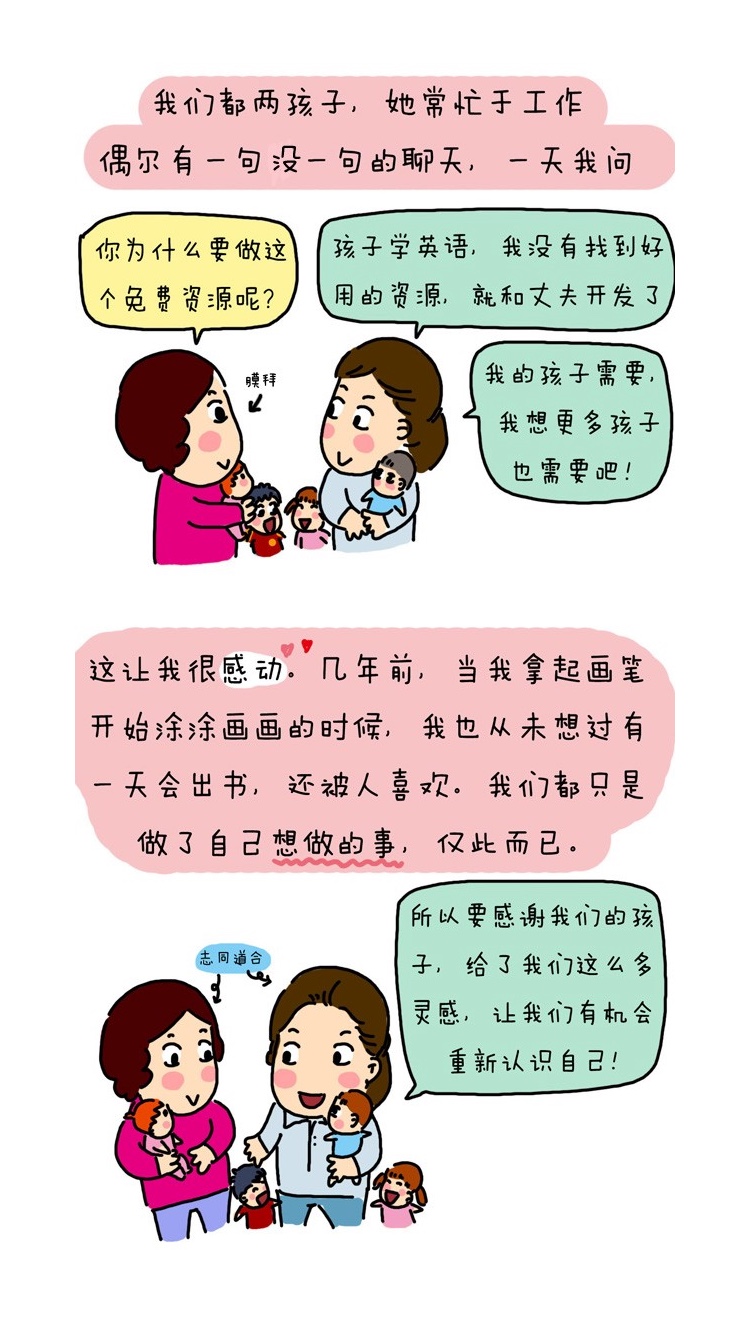 我们都两孩子，她常忙于工作
偶尔有一句没一句的聊天，一天我问
你为什么要做这
个免费资源呢？
孩子学英语，我没有找到好
用的资源，就和丈夫开发了
我的孩子需要，
我想更多孩子
也需要吧！
膜拜
这让我很感动。几年前，当我拿起画笔
开始涂涂画画的时候，我也从未想过有
一天会出书，还被人喜欢。我们都只是
做了自己想做的事，仅此而已。
所以要感谢我们的孩
子，给了我们这么多
灵感，让我们有机会
重新认识自己！
志同道合